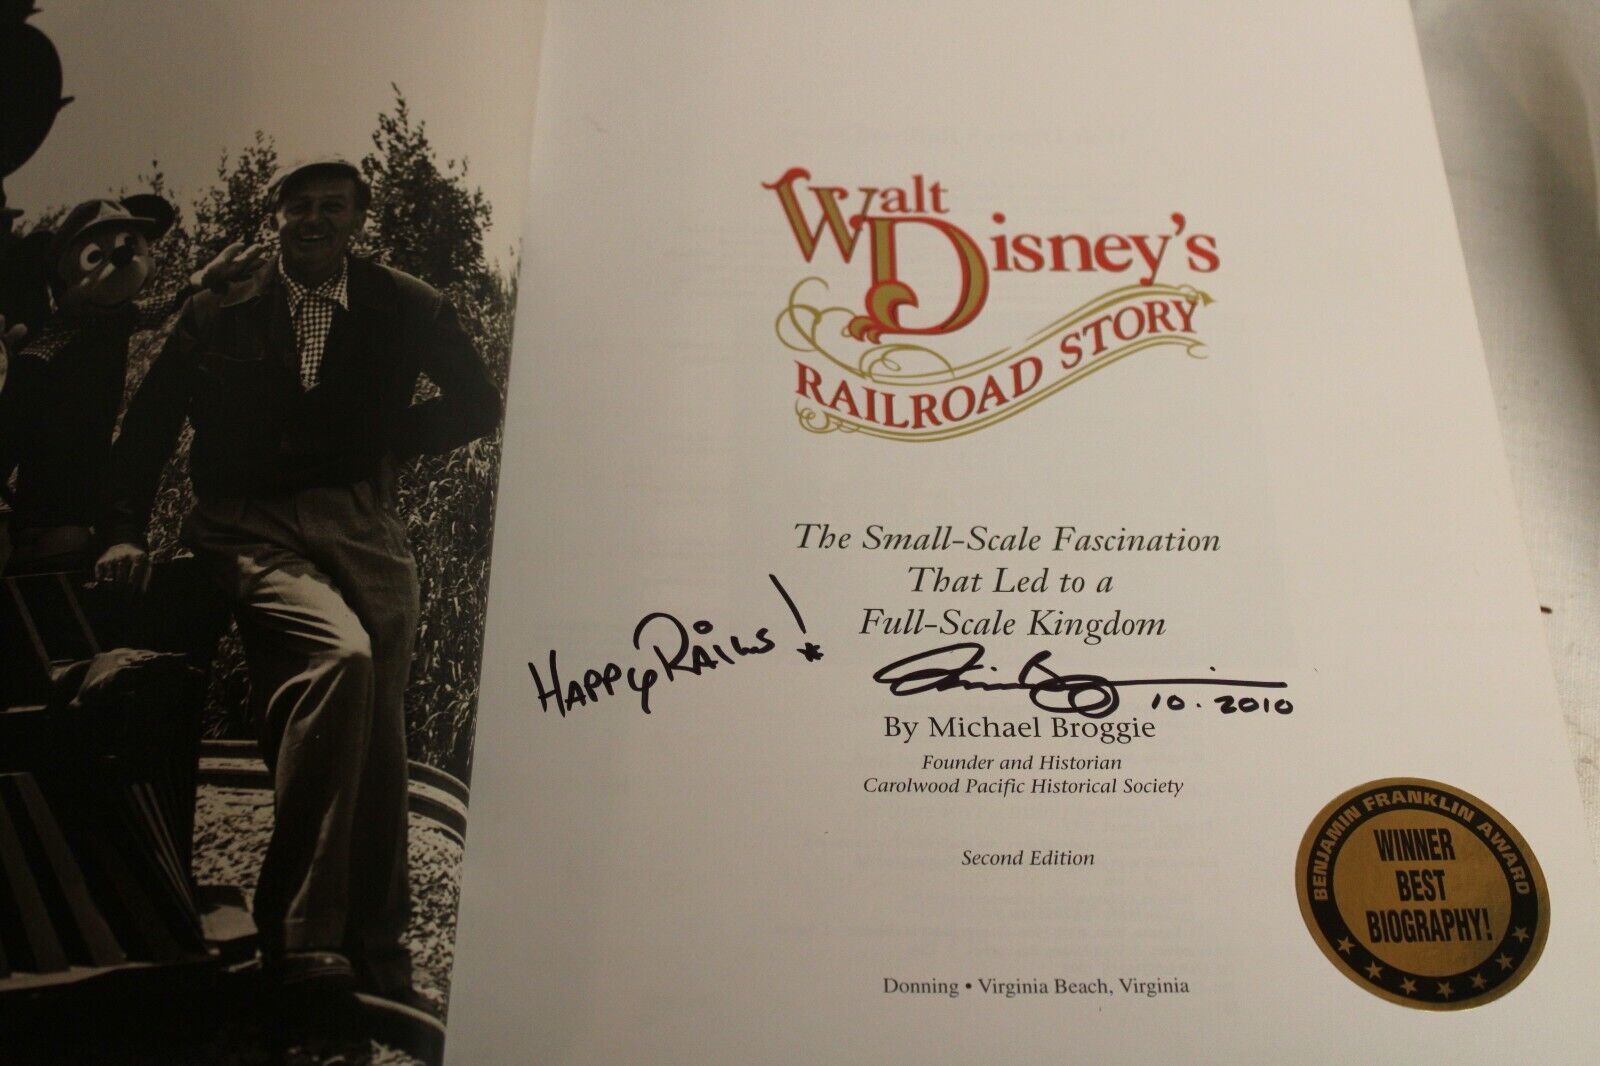 Walt
Disney's
RAILROAD STORY
The Small-Scale Fascination
That Led to a
Full-Scale Kingdom
HAPPY RAILS!
10.2010
By Michael Broggie
Founder and Historian
Carolwood Pacific Historical Society
Second Edition
BENJAMIN FRANKLIN AWARD
WINNER
BEST
BIOGRAPHY!
Donning • Virginia Beach, Virginia